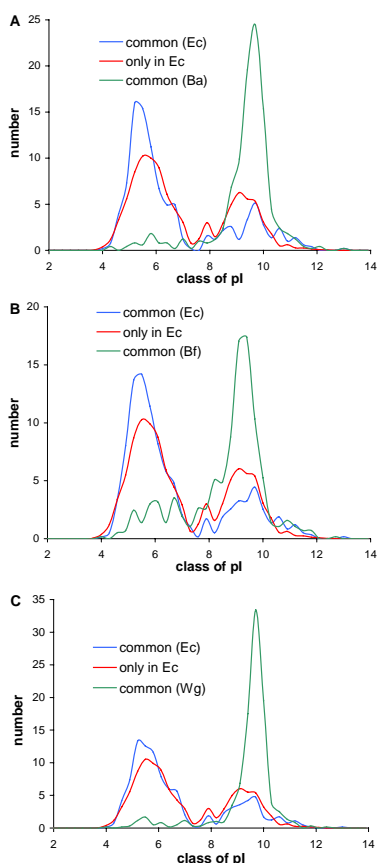 A
common (Ec)
only in Ec
common (Ba)
number
25
20
15
10
5
0
2 4 6 8 10 12 14
class of pI
B
common (Ec)
only in Ec
common (Bf)
number
20
15
10
5
0
2 4 6 8 10 12 14
class of pI
C
common (Ec)
only in Ec
common (Wg)
number
35
30
25
20
15
10
5
0
2 4 6 8 10 12 14
class of pI